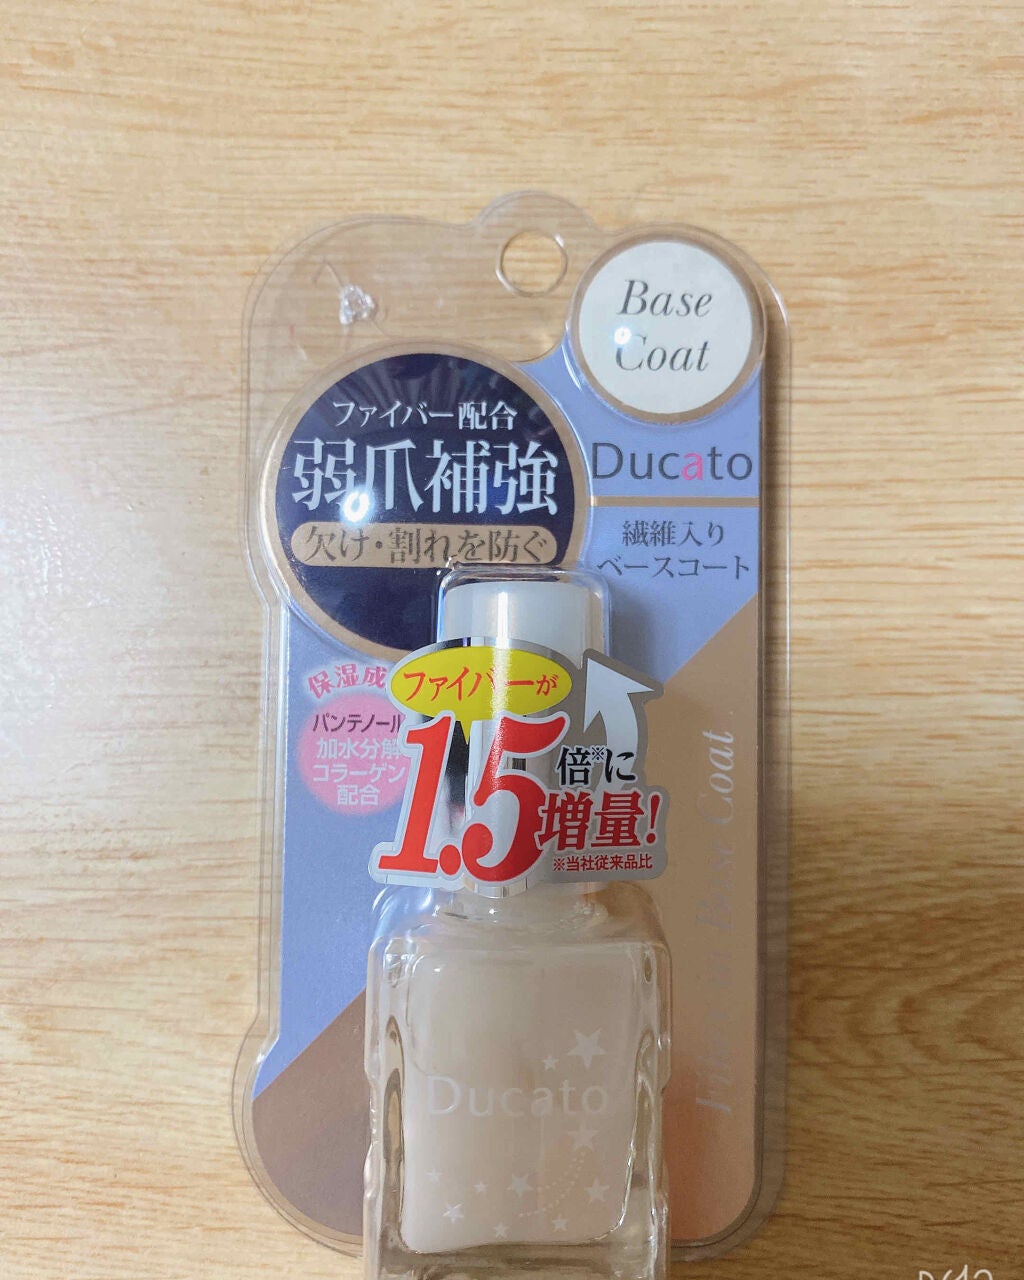 Base
Coat
ファイバー配合
弱爪補強
欠け・割れを防ぐ
Ducato
繊維入り
ベースコート
保湿成
パンテノール
加水分解
コラーゲン
配合
ファイバーが
1.5倍※に
増量!
※当社従来品比
Base Coat
Ducato